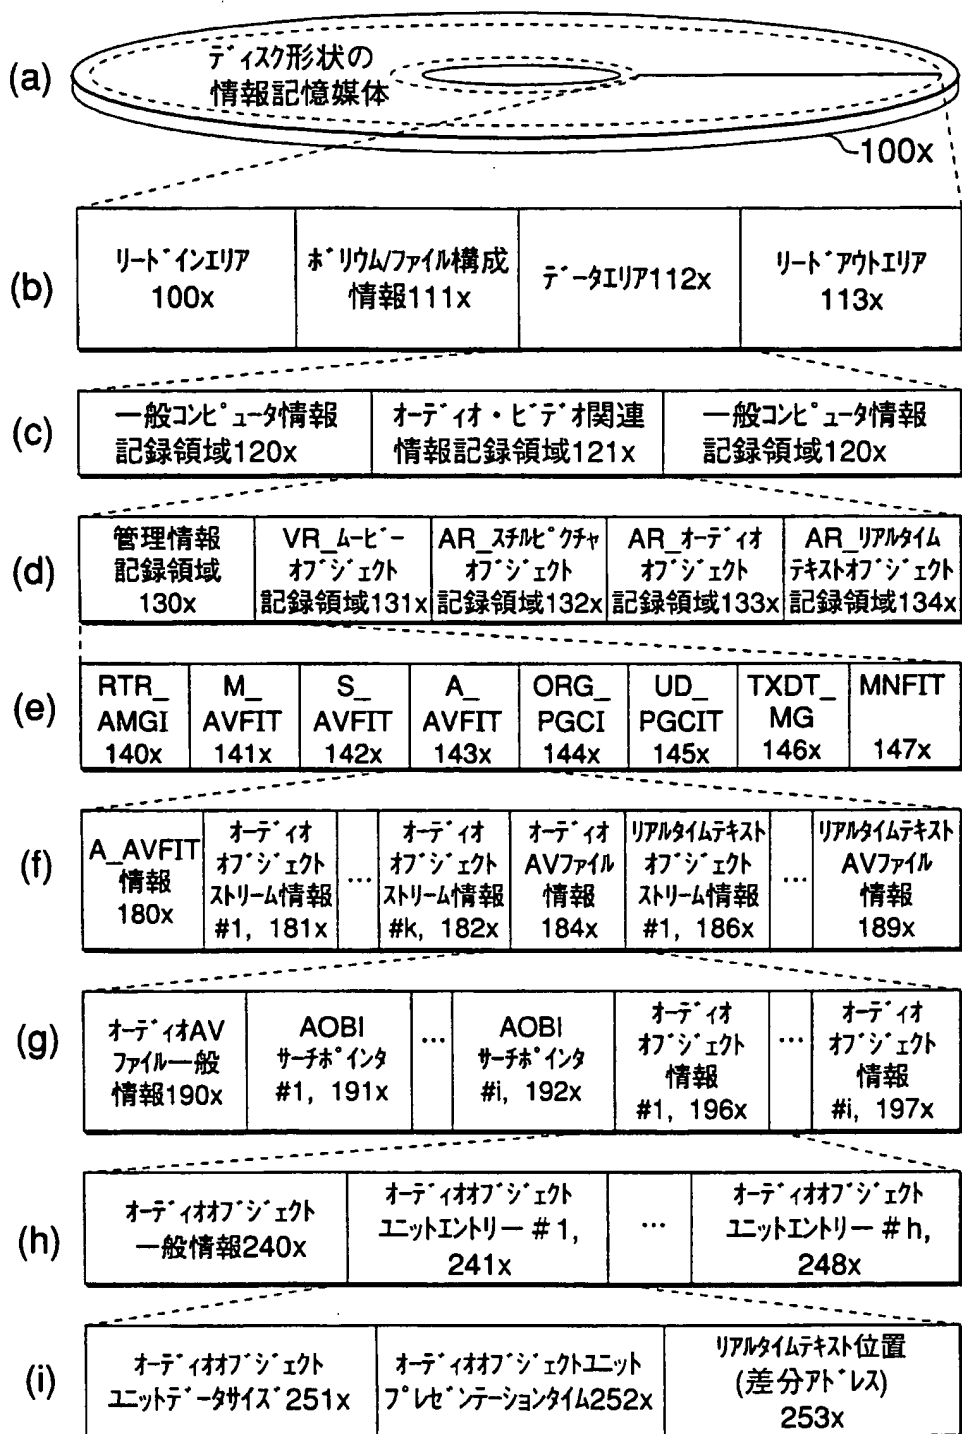 (a)
ディスク形状の
情報記憶媒体
100x
(b)
リードインエリア
100x
ボリウム/ファイル構成
情報111x
データエリア112x
リードアウトエリア
113x
(c)
一般コンピュータ情報
記録領域120x
オーディオ・ビデオ関連
情報記録領域121x
一般コンピュータ情報
記録領域120x
(d)
管理情報
記録領域
130x
VR_ムービー
オブジェクト
記録領域131x
AR_スチルピクチャ
オブジェクト
記録領域132x
AR_オーディオ
オブジェクト
記録領域133x
AR_リアルタイム
テキストオブジェクト
記録領域134x
(e)
RTR_
AMGI
140x
M_
AVFIT
141x
S_
AVFIT
142x
A_
AVFIT
143x
ORG_
PGCI
144x
UD_
PGCIT
145x
TXDT_
MG
146x
MNFIT
147x
(f)
A_AVFIT
情報
180x
オーディオ
オブジェクト
ストリーム情報
#1, 181x
…
オーディオ
オブジェクト
ストリーム情報
#k, 182x
オーディオ
AVファイル
情報
184x
リアルタイムテキスト
オブジェクト
ストリーム情報
#1, 186x
…
リアルタイムテキスト
AVファイル
情報
189x
(g)
オーディオAV
ファイル一般
情報190x
AOBI
サーチポインタ
#1, 191x
…
AOBI
サーチポインタ
#i, 192x
オーディオ
オブジェクト
情報
#1, 196x
…
オーディオ
オブジェクト
情報
#i, 197x
(h)
オーディオオブジェクト
一般情報240x
オーディオオブジェクト
ユニットエントリー#1,
241x
…
オーディオオブジェクト
ユニットエントリー#h,
248x
(i)
オーディオオブジェクト
ユニットデータサイズ251x
オーディオオブジェクトユニット
プレゼンテーションタイム252x
リアルタイムテキスト位置
(差分アドレス)
253x